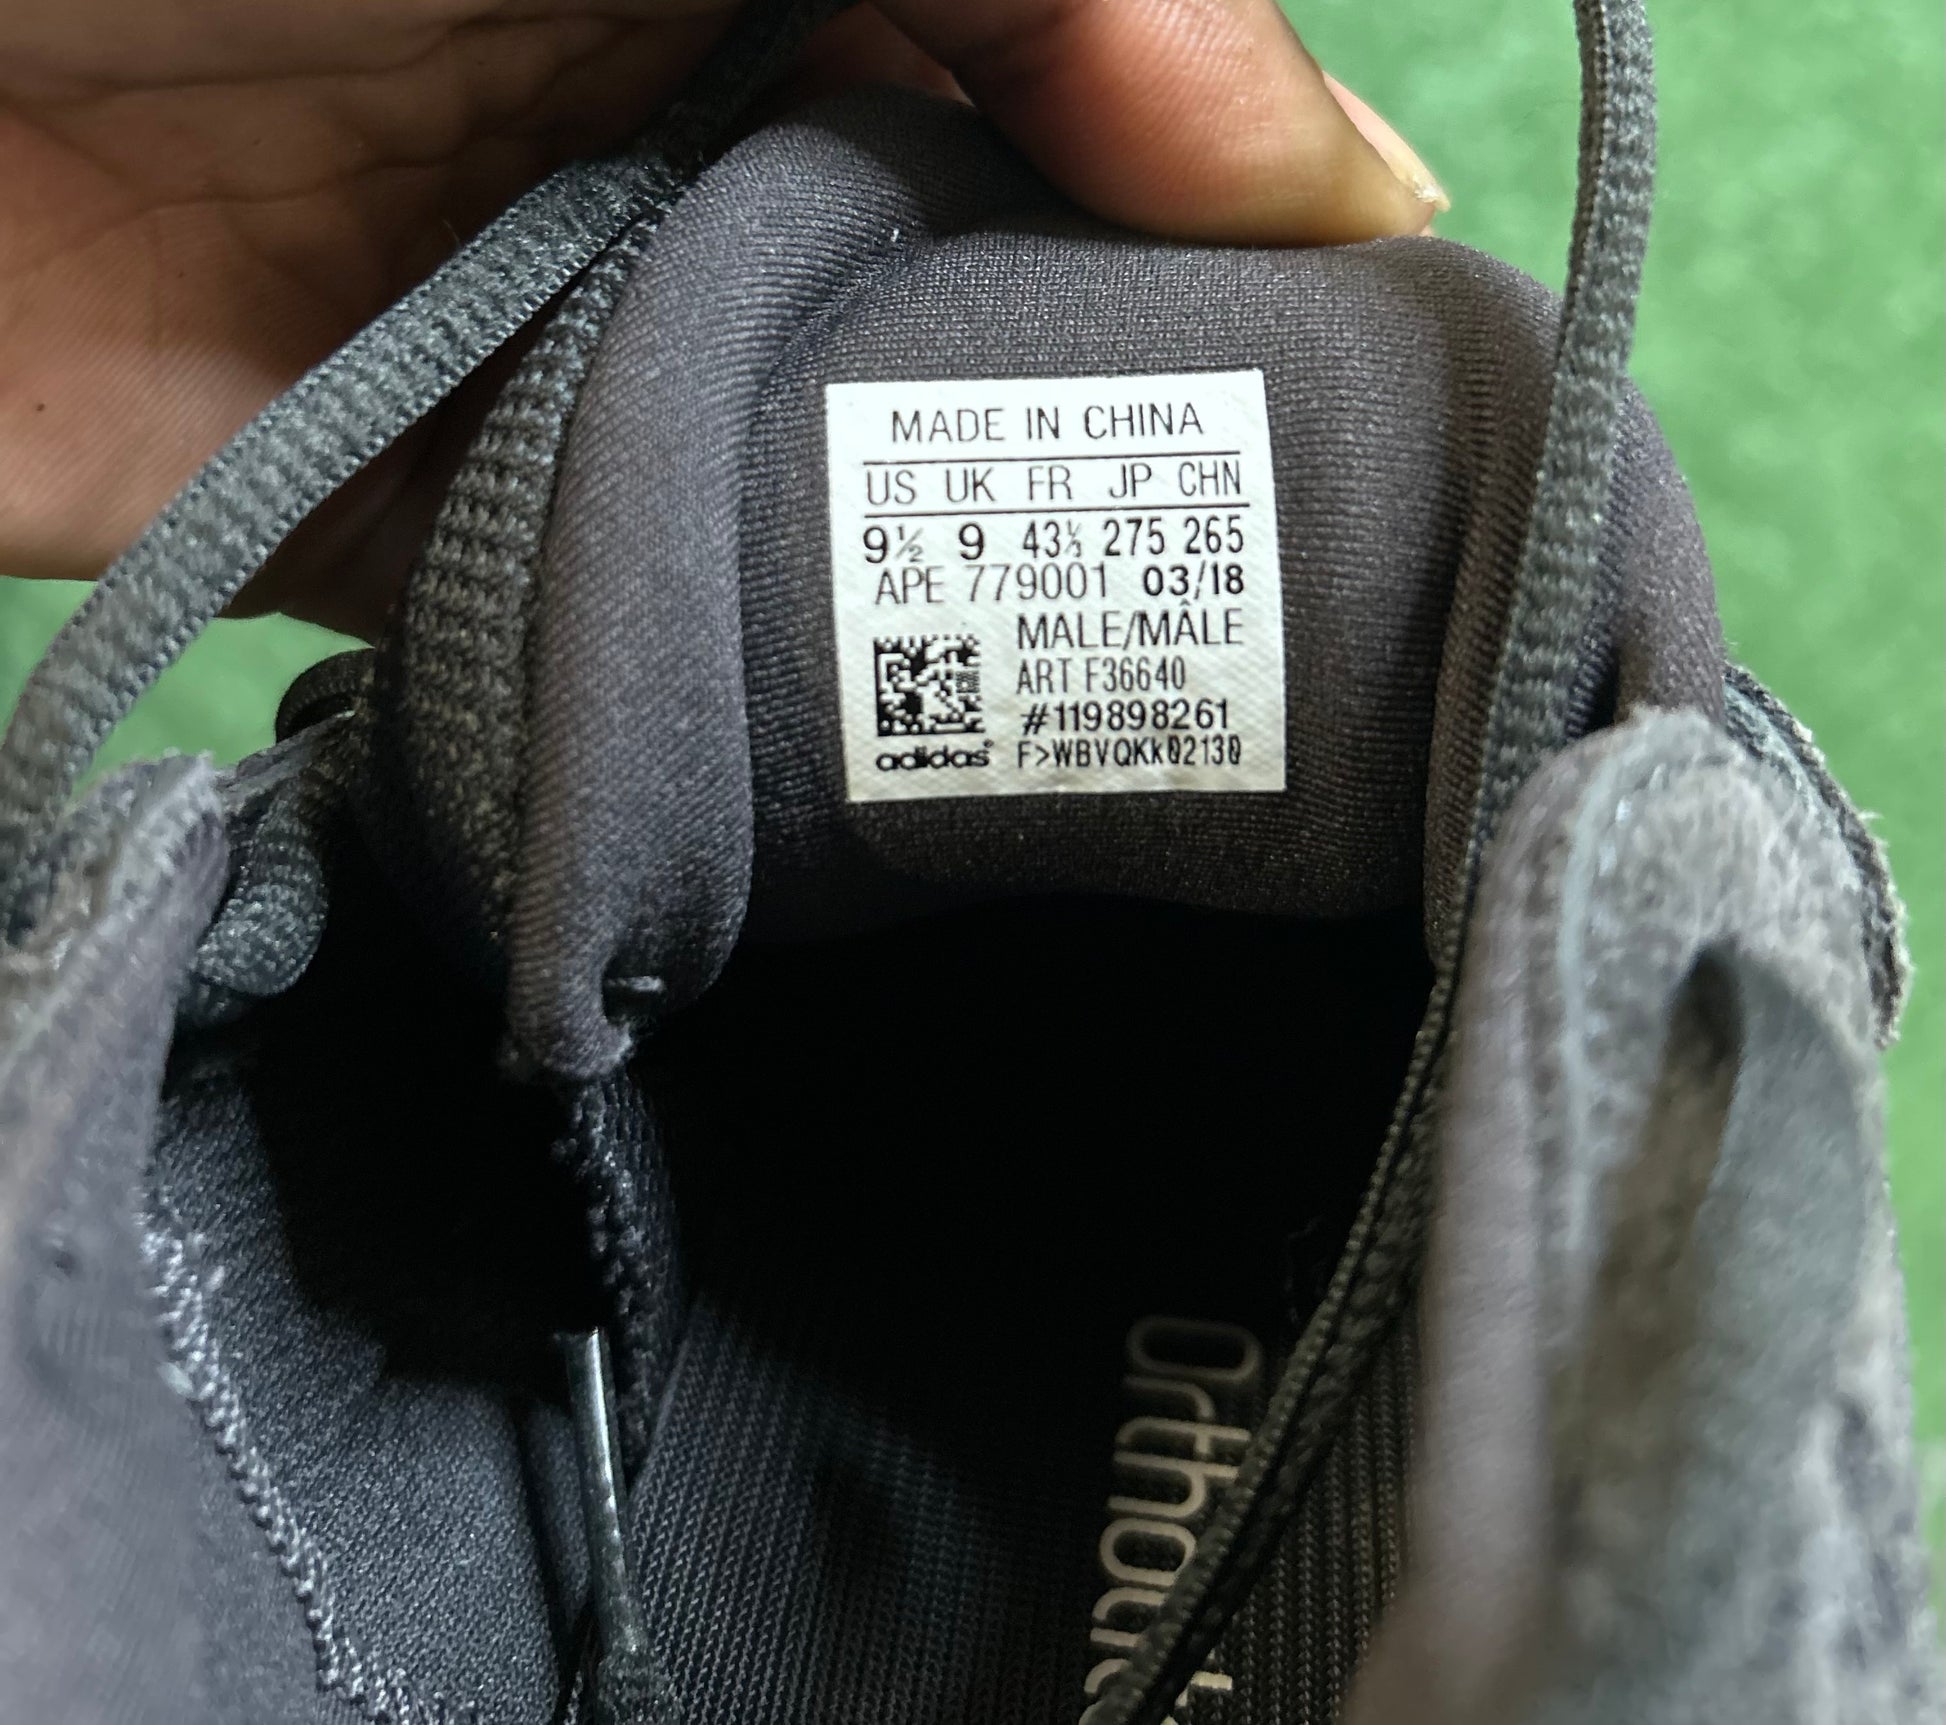 MADE IN CHINA
US UK FR JP CHN
9½ 9 43⅓ 275 265
APE 779001 03/18
MALE/MÂLE
ART F36640
#119898261
adidas® F>WBVQKk02130